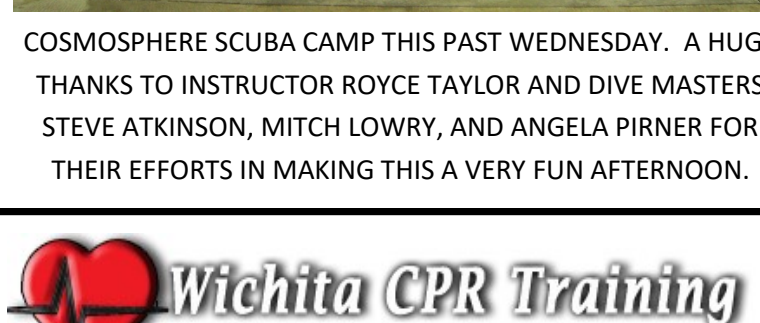 COSMOSPHERE SCUBA CAMP THIS PAST WEDNESDAY. A HUG
THANKS TO INSTRUCTOR ROYCE TAYLOR AND DIVE MASTERS
STEVE ATKINSON, MITCH LOWRY, AND ANGELA PIRNER FOR
THEIR EFFORTS IN MAKING THIS A VERY FUN AFTERNOON.
Wichita CPR Training